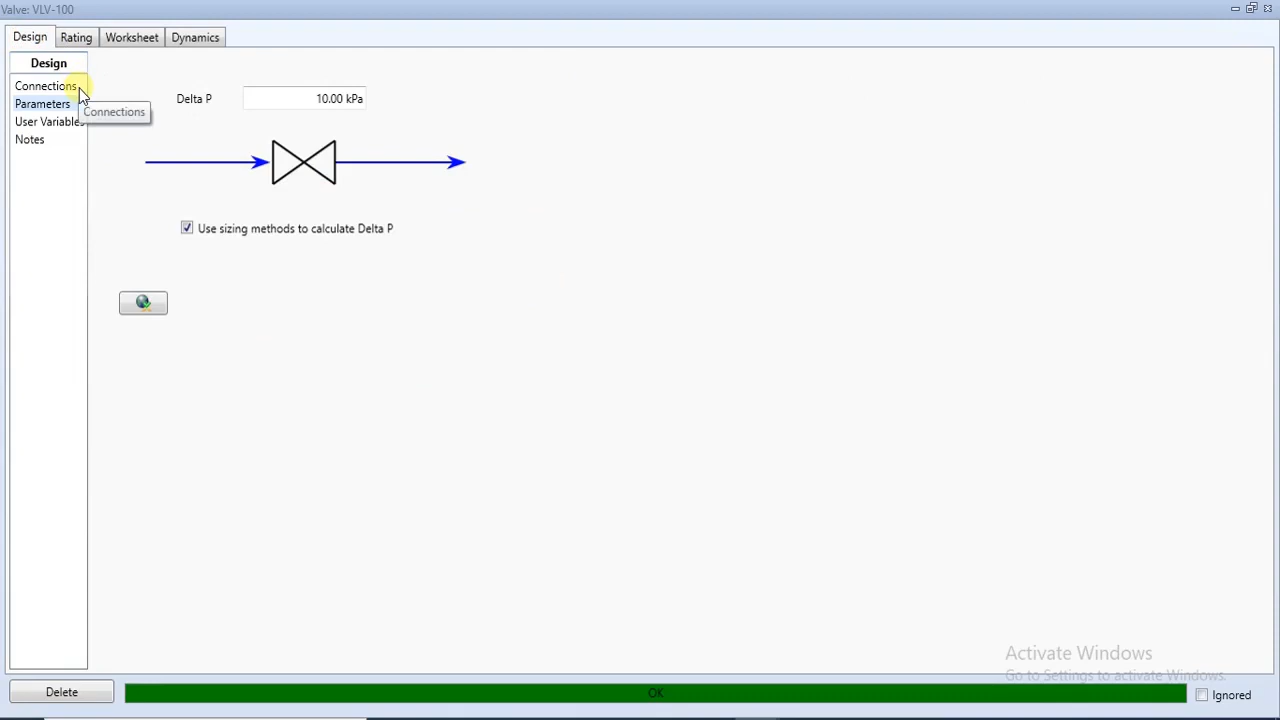 Valve: VLV-100
Design Rating Worksheet Dynamics
Design
Connections
Parameters
User Variables
Notes
Connections
Delta P 10.00 kPa
Use sizing methods to calculate Delta P
Activate Windows
Go to Settings to activate Windows.
Delete OK Ignored